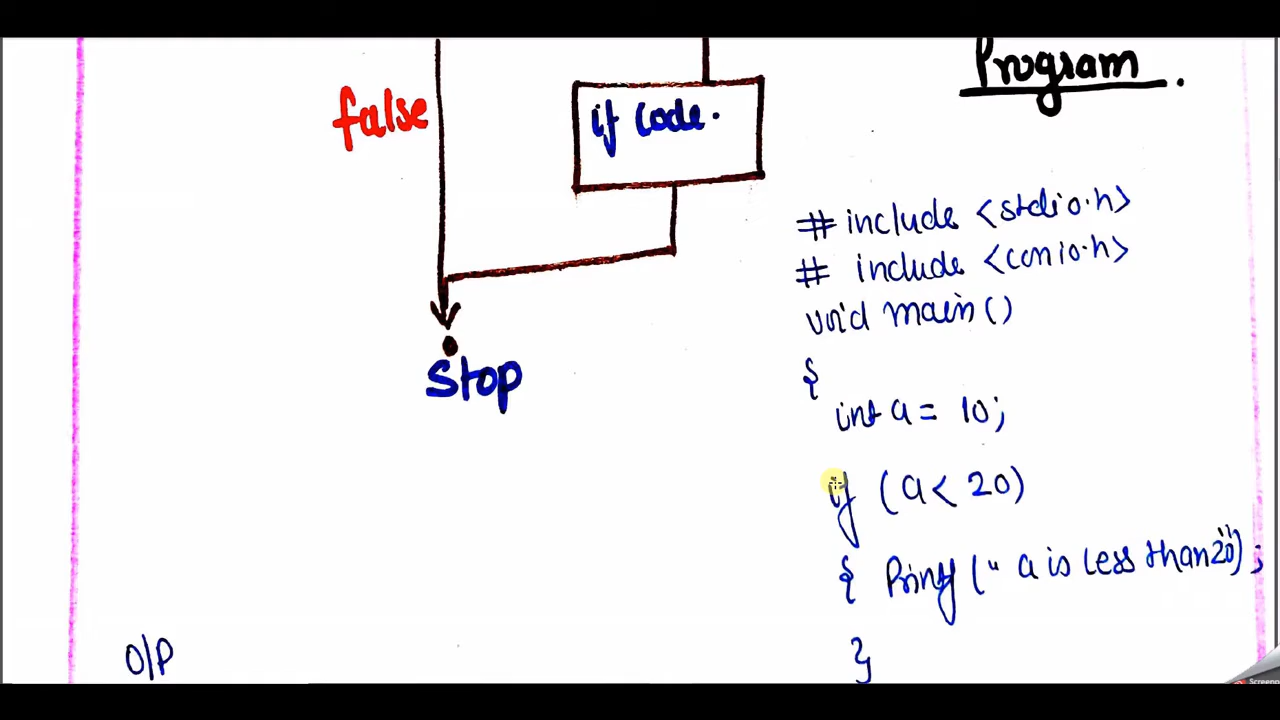 Program.
false
if code.
# include <stdio.h>
# include <conio.h>
void main()
Stop
{
int a = 10;
if (a < 20)
{ Printf(" a is less than 20");
}
O/P